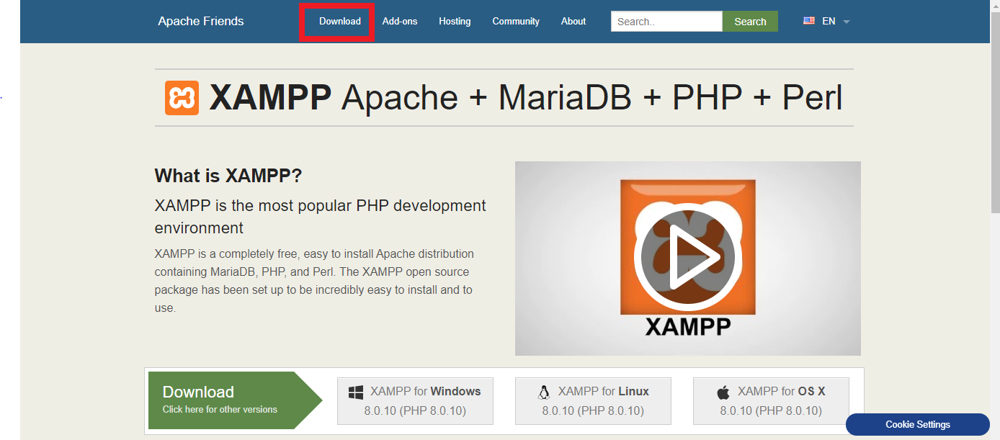 Apache Friends
Download
Add-ons
Hosting
Community
About
Search..
Search
EN
XAMPP Apache + MariaDB + PHP + Perl
What is XAMPP?
XAMPP is the most popular PHP development
environment
XAMPP is a completely free, easy to install Apache distribution
containing MariaDB, PHP, and Perl. The XAMPP open source
package has been set up to be incredibly easy to install and to
use.
XAMPP
Download
Click here for other versions
XAMPP for Windows
8.0.10 (PHP 8.0.10)
XAMPP for Linux
8.0.10 (PHP 8.0.10)
XAMPP for OS X
8.0.10 (PHP 8.0.10)
Cookie Settings